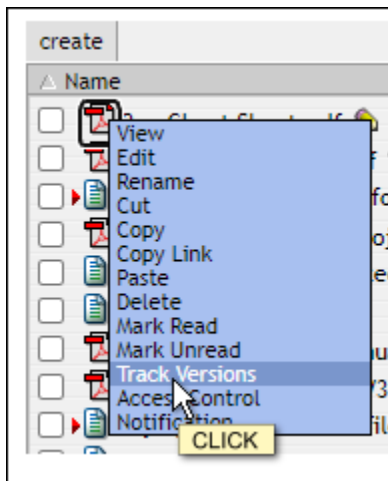 create
Name
View
Edit
Rename
Cut
Copy
Copy Link
Paste
Delete
Mark Read
Mark Unread
Track Versions
Access Control
Notification
CLICK